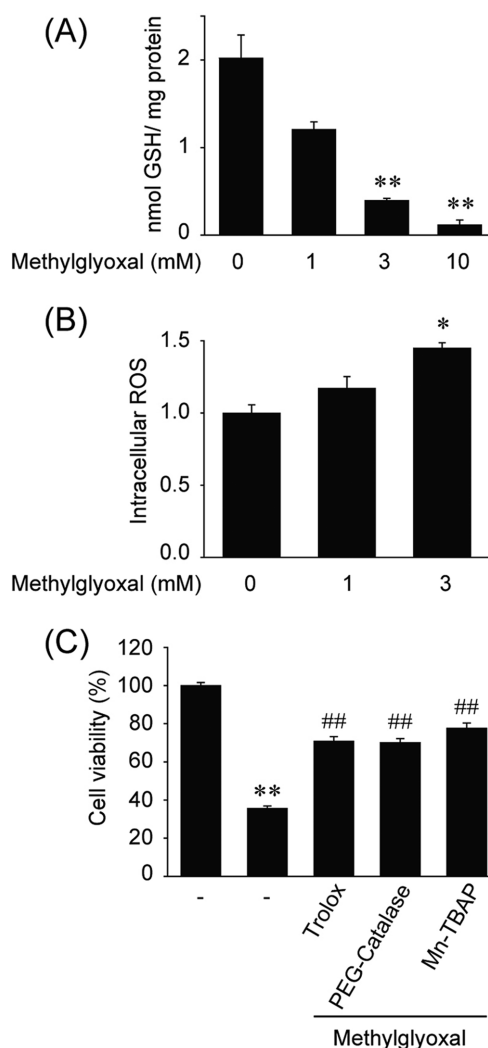 (A)
nmol GSH/ mg protein
2
1
0
** **
Methylglyoxal (mM) 0 1 3 10
(B)
Intracellular ROS
1.5
1.0
0.5
0.0
*
Methylglyoxal (mM) 0 1 3
(C)
Cell viability (%)
120
100
80
60
40
20
0
** ## ## ##
- - Trolox PEG-Catalase Mn-TBAP
Methylglyoxal